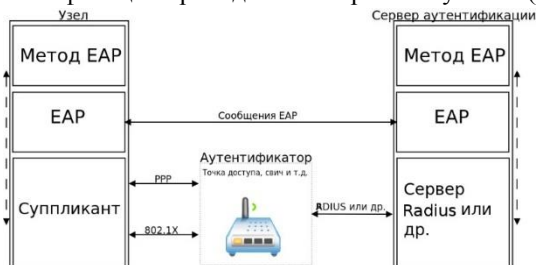 Узел
Сервер аутентификации
Метод EAP
Метод EAP
EAP
Сообщения EAP
EAP
Аутентификатор
Точка доступа, свич и т.д.
Суппликант
PPP
802.1X
RADIUS или др.
Сервер
Radius или
др.